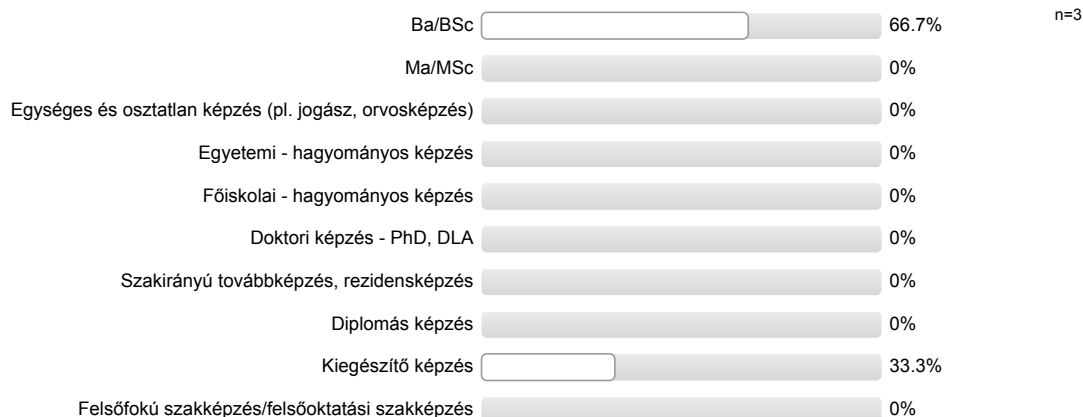 Ba/BSc 66.7% n=3
Ma/MSc 0%
Egységes és osztatlan képzés (pl. jogász, orvosképzés) 0%
Egyetemi - hagyományos képzés 0%
Főiskolai - hagyományos képzés 0%
Doktori képzés - PhD, DLA 0%
Szakirányú továbbképzés, rezidensképzés 0%
Diplomás képzés 0%
Kiegészítő képzés 33.3%
Felsőfokú szakképzés/felsőoktatási szakképzés 0%